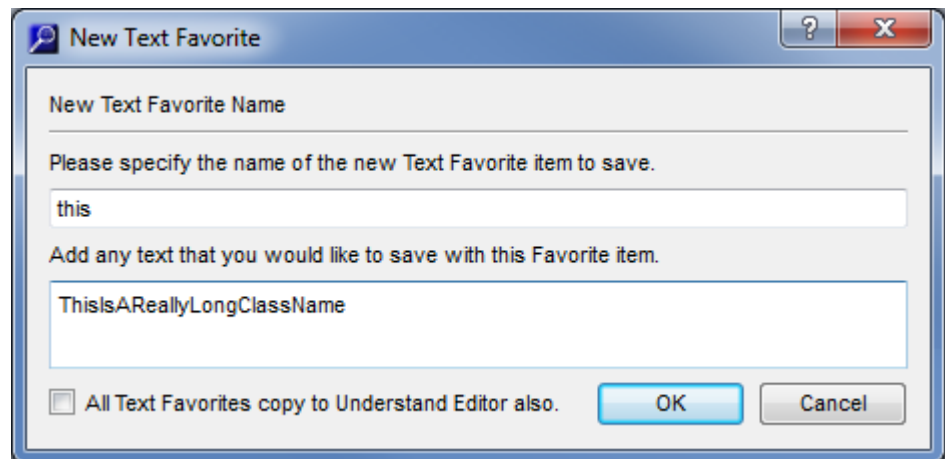 New Text Favorite
New Text Favorite Name
Please specify the name of the new Text Favorite item to save.
this
Add any text that you would like to save with this Favorite item.
ThisIsAReallyLongClassName
All Text Favorites copy to Understand Editor also.
OK
Cancel